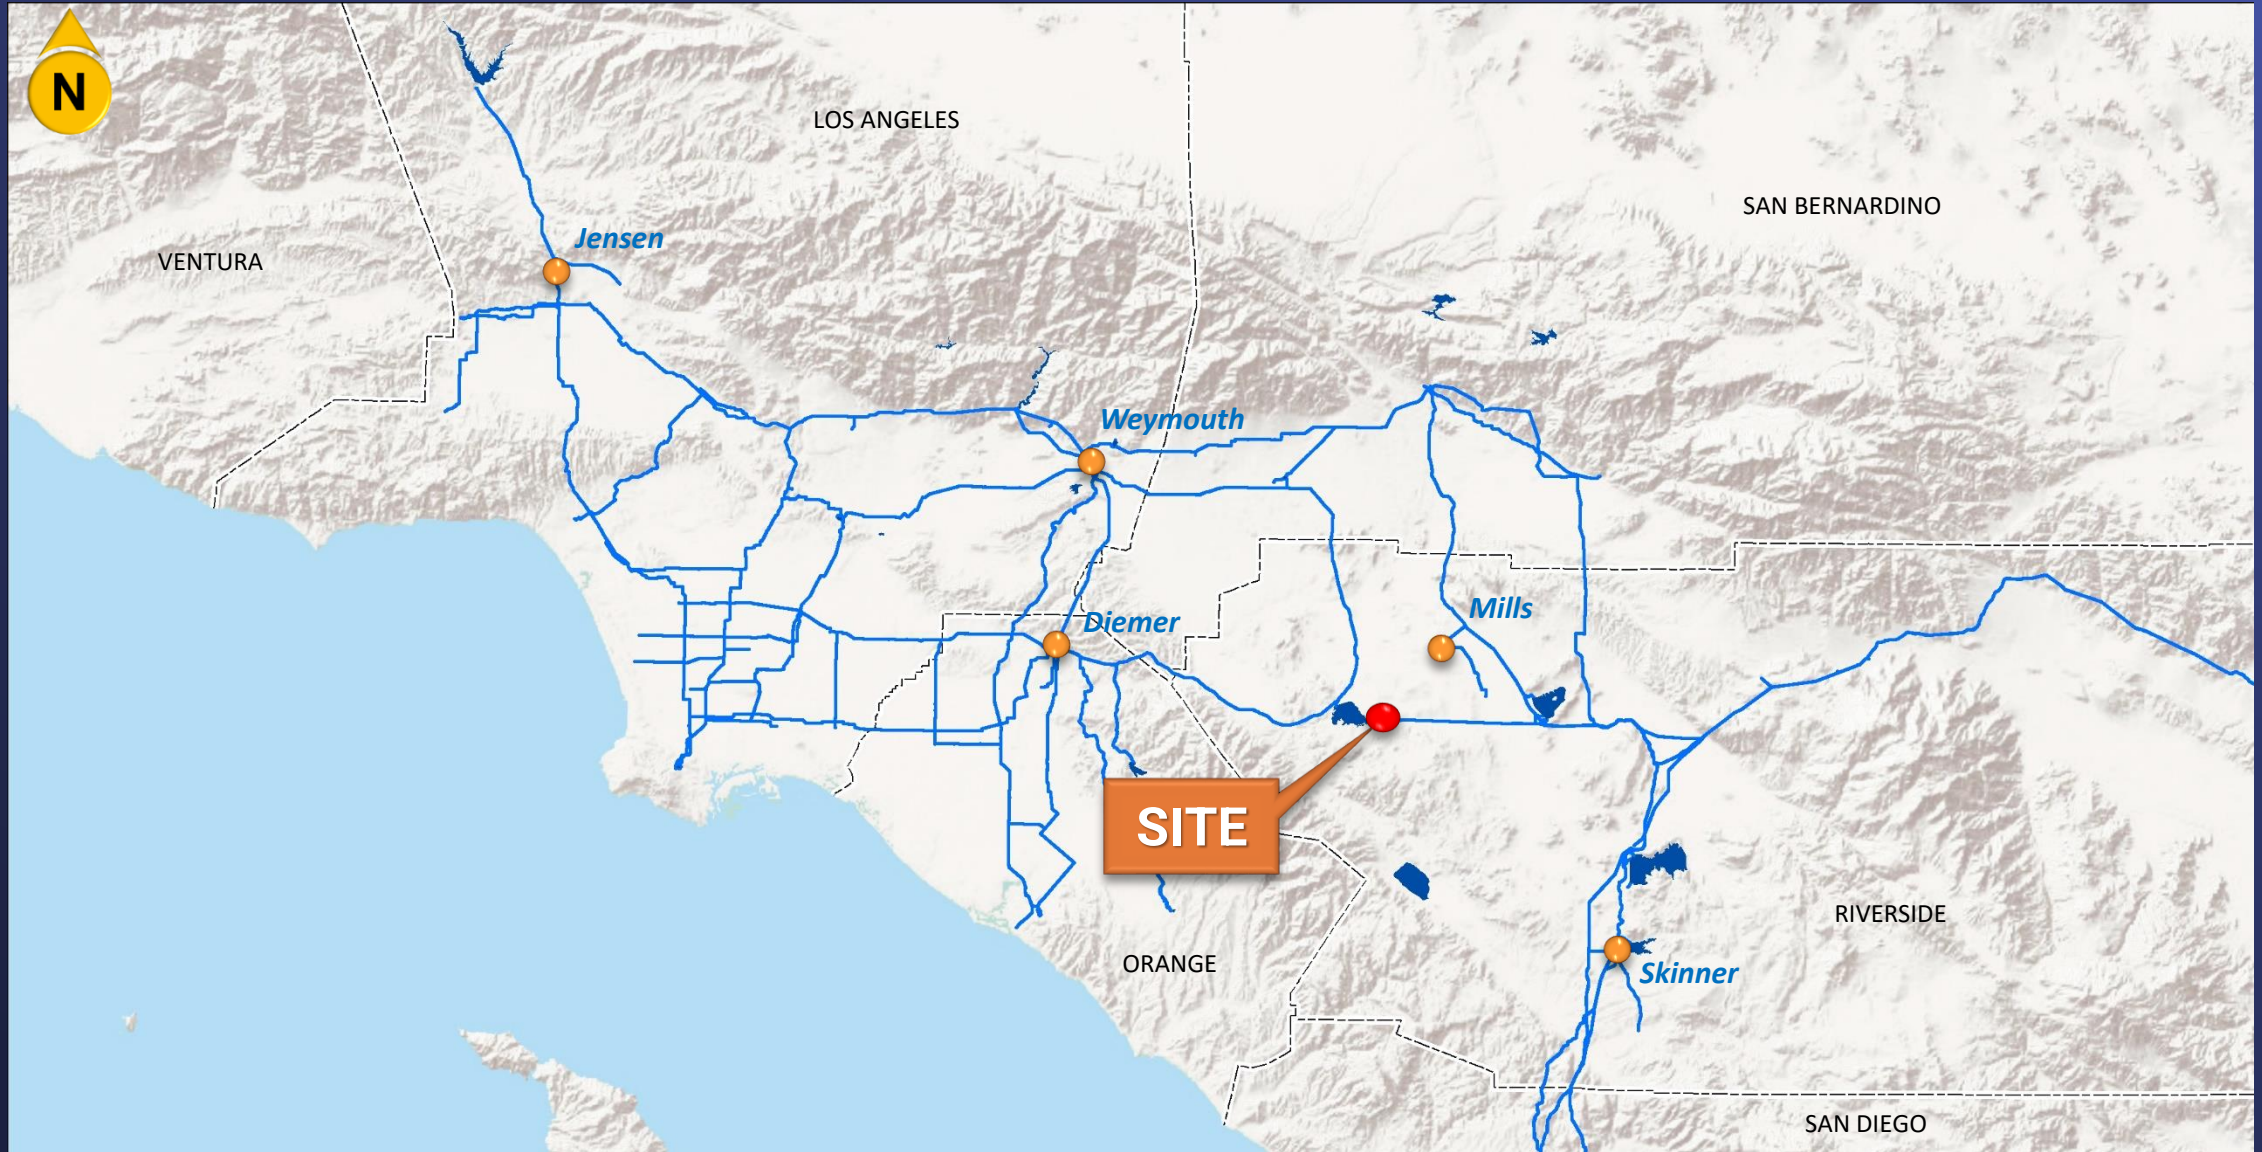 N
LOS ANGELES
SAN BERNARDINO
Jensen
VENTURA
Weymouth
Mills
Diemer
SITE
RIVERSIDE
ORANGE
Skinner
SAN DIEGO